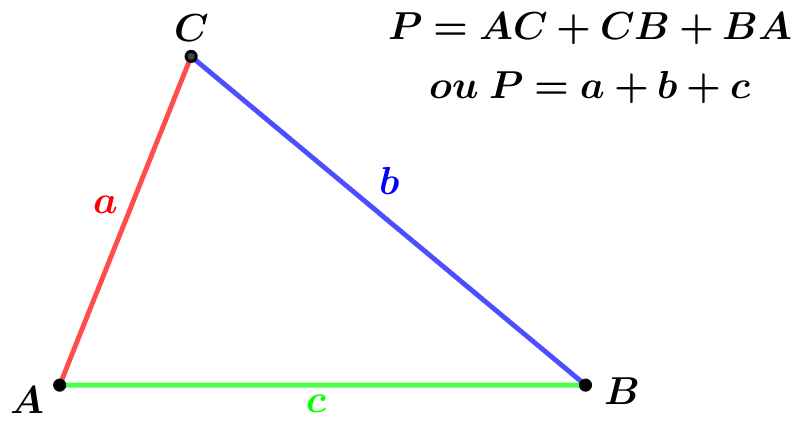 C
P = AC + CB + BA
ou P = a + b + c
b
a
A
c
B